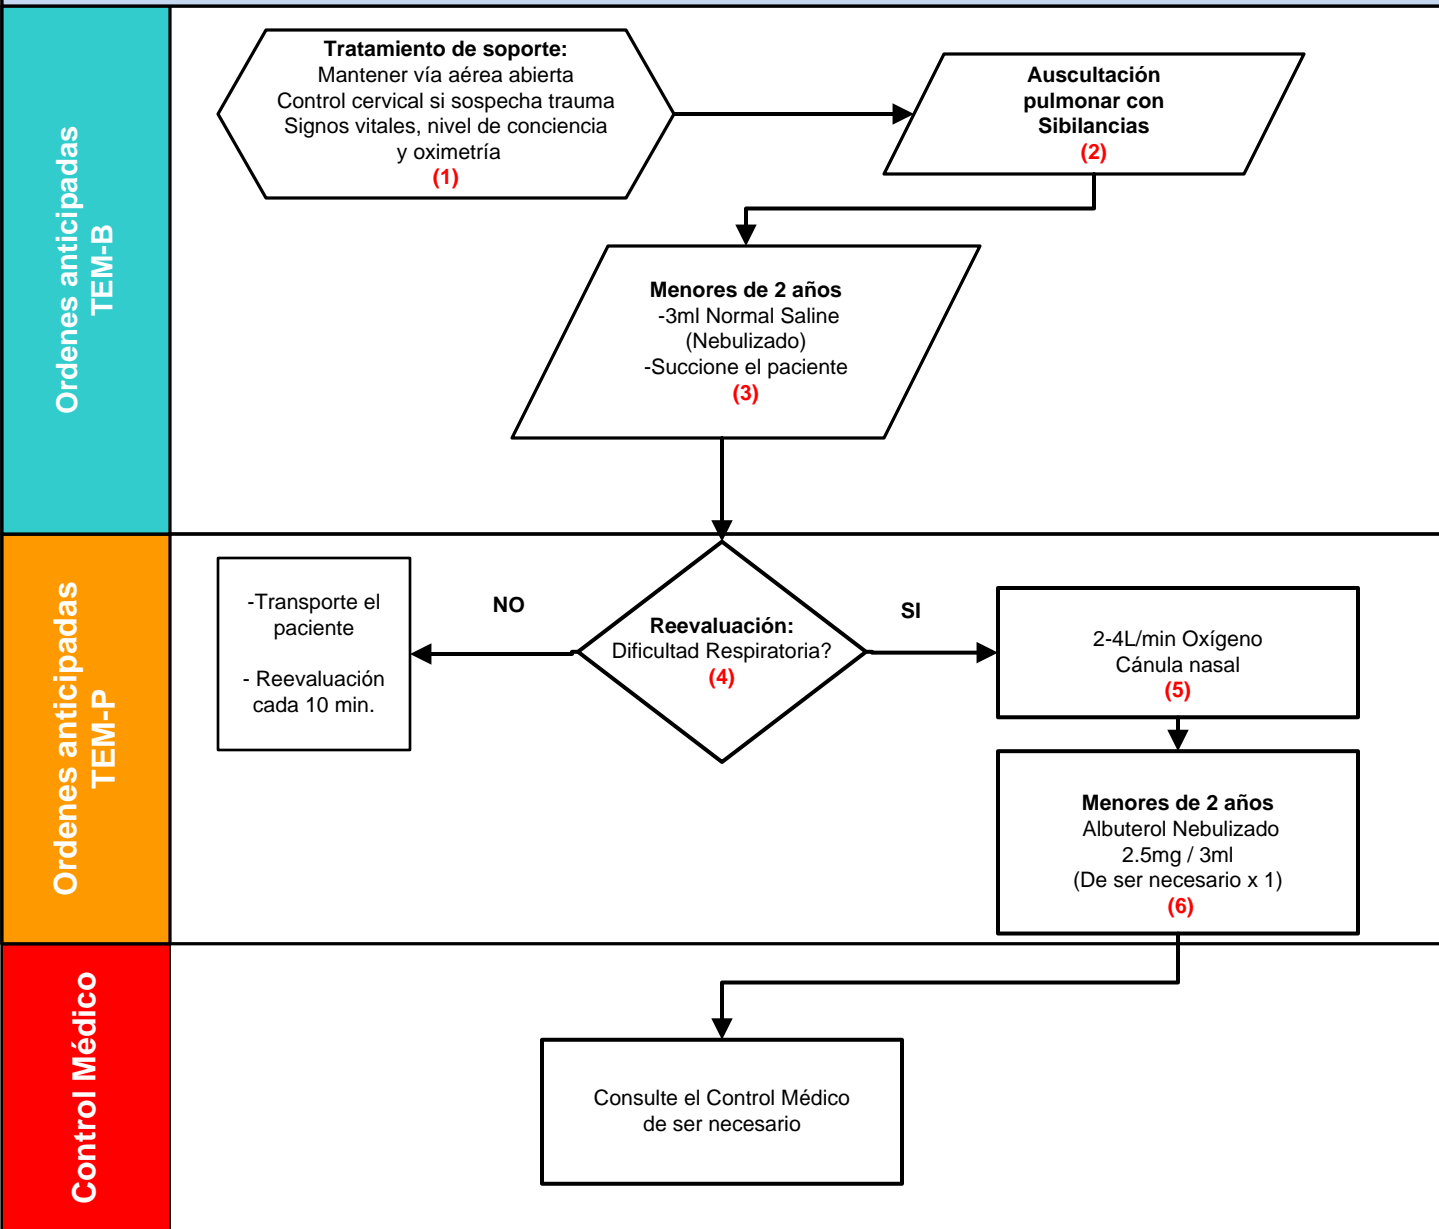 Ordenes anticipadas
TEM-B
Tratamiento de soporte:
Mantener vía aérea abierta
Control cervical si sospecha trauma
Signos vitales, nivel de conciencia
y oximetría
(1)
Auscultación
pulmonar con
Sibilancias
(2)
Menores de 2 años
-3ml Normal Saline
(Nebulizado)
-Succione el paciente
(3)
Ordenes anticipadas
TEM-P
-Transporte el
paciente
- Reevaluación
cada 10 min.
NO
Reevaluación:
Dificultad Respiratoria?
(4)
SI
2-4L/min Oxígeno
Cánula nasal
(5)
Menores de 2 años
Albuterol Nebulizado
2.5mg / 3ml
(De ser necesario x 1)
(6)
Control Médico
Consulte el Control Médico
de ser necesario